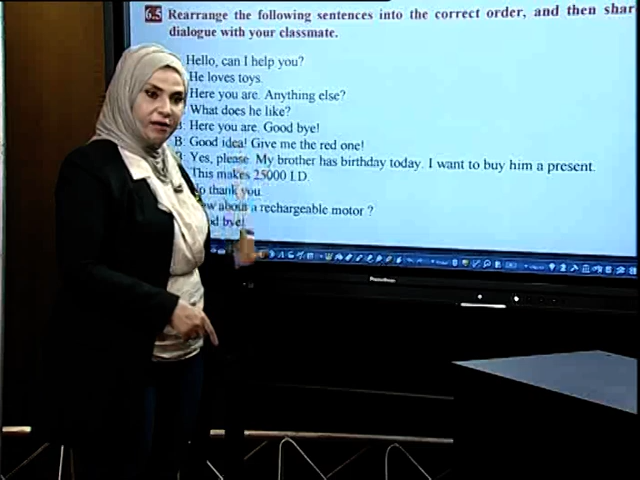 6.5 Rearrange the following sentences into the correct order, and then shar
dialogue with your classmate.
Hello, can I help you?
He loves toys.
Here you are. Anything else?
What does he like?
B: Here you are. Good bye!
B: Good idea! Give me the red one!
Yes, please. My brother has birthday today. I want to buy him a present.
This makes 25000 I.D.
No thank you.
about a rechargeable motor ?
bye!
Promethean